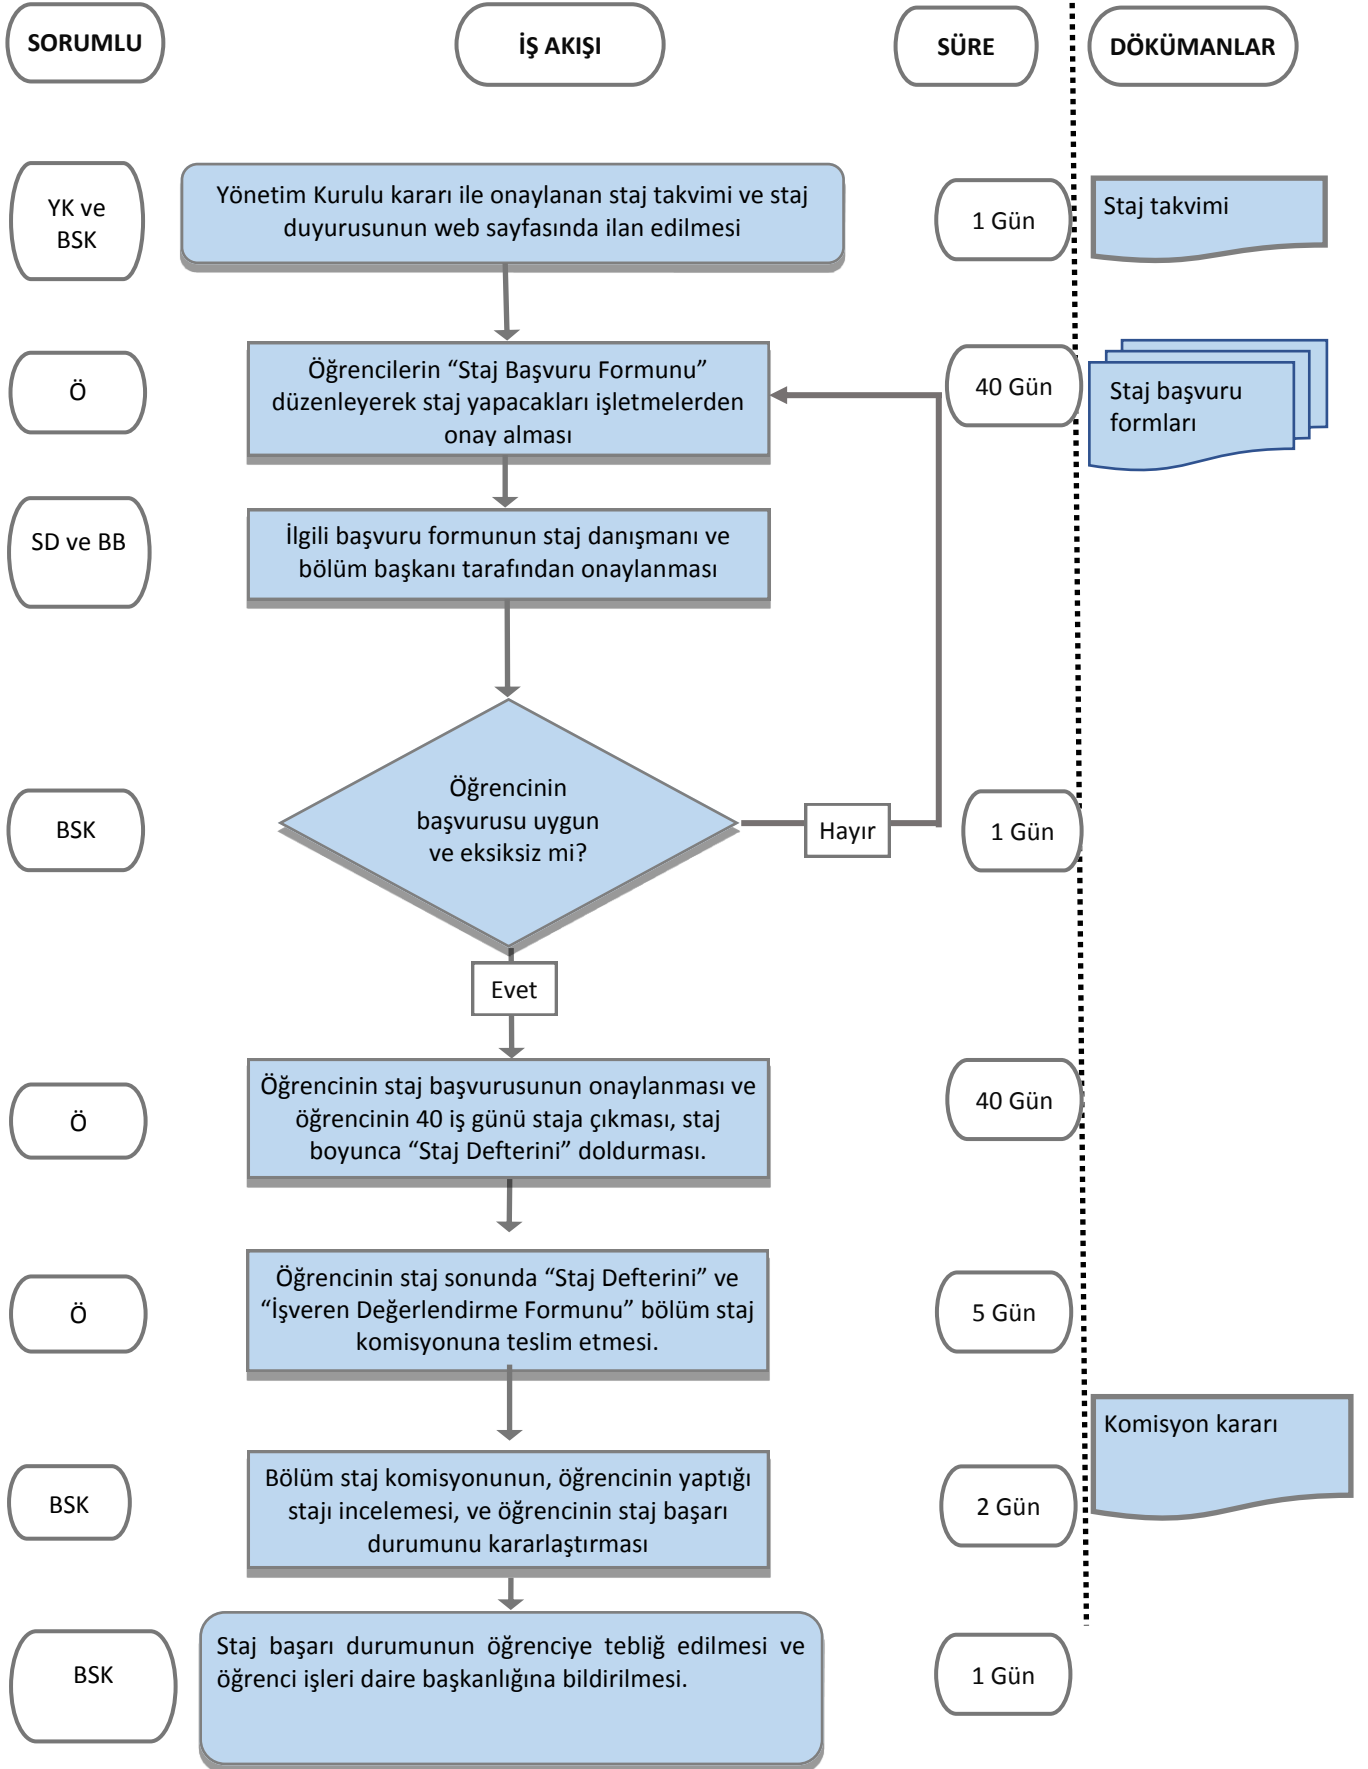 SORUMLU
İŞ AKIŞI
SÜRE
DÖKÜMANLAR
YK ve
BSK
Yönetim Kurulu kararı ile onaylanan staj takvimi ve staj
duyurusunun web sayfasında ilan edilmesi
1 Gün
Staj takvimi
Ö
Öğrencilerin “Staj Başvuru Formunu”
düzenleyerek staj yapacakları işletmelerden
onay alması
40 Gün
Staj başvuru
formları
SD ve BB
İlgili başvuru formunun staj danışmanı ve
bölüm başkanı tarafından onaylanması
BSK
Öğrencinin
başvurusu uygun
ve eksiksiz mi?
Hayır
1 Gün
Evet
Ö
Öğrencinin staj başvurusunun onaylanması ve
öğrencinin 40 iş günü staja çıkması, staj
boyunca “Staj Defterini” doldurması.
40 Gün
Ö
Öğrencinin staj sonunda “Staj Defterini” ve
“İşveren Değerlendirme Formunu” bölüm staj
komisyonuna teslim etmesi.
5 Gün
Komisyon kararı
BSK
Bölüm staj komisyonunun, öğrencinin yaptığı
stajı incelemesi, ve öğrencinin staj başarı
durumunu kararlaştırması
2 Gün
BSK
Staj başarı durumunun öğrenciye tebliğ edilmesi ve
öğrenci işleri daire başkanlığına bildirilmesi.
1 Gün